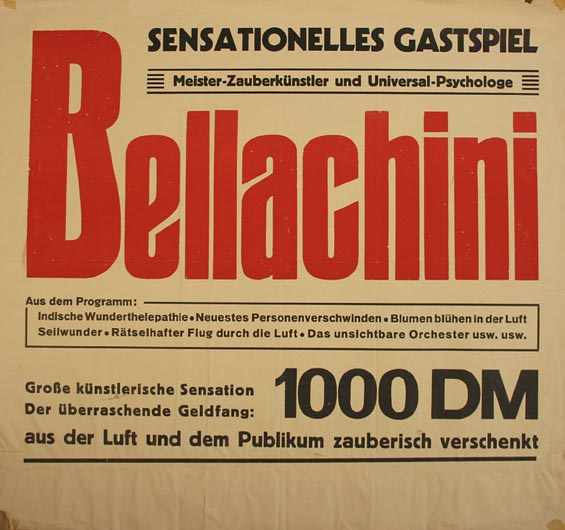 SENSATIONELLES GASTSPIEL
Meister-Zauberkünstler und Universal-Psychologe
Bellachini
Aus dem Programm:
Indische Wunderthelepathie • Neuestes Personenverschwinden • Blumen blühen in der Luft
Seilwunder • Rätselhafter Flug durch die Luft • Das unsichtbare Orchester usw. usw.
Große künstlerische Sensation
Der überraschende Geldfang:
1000 DM
aus der Luft und dem Publikum zauberisch verschenkt